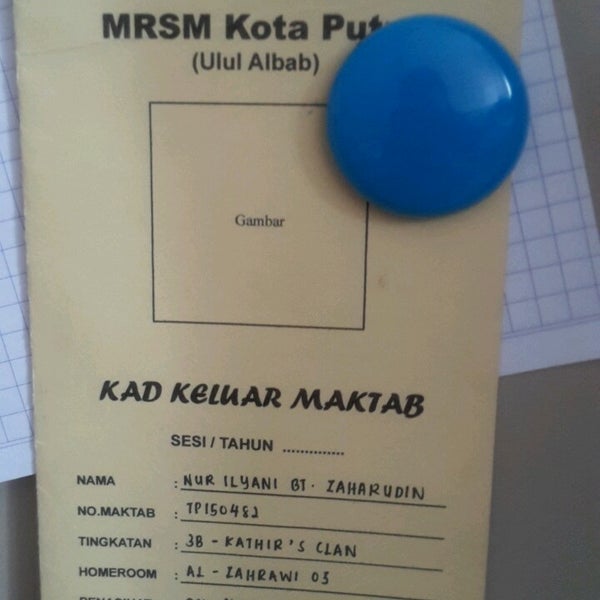 MRSM Kota
(Ulul Albab)
Gambar
KAD KELUAR MAKTAB
SESI / TAHUN ..............
NAMA : NUR ILYANI BT. ZAHARUDIN
NO.MAKTAB : TP150482
TINGKATAN : 3B - KATHIR'S CLAN
HOMEROOM : AL - ZAHRAWI 03